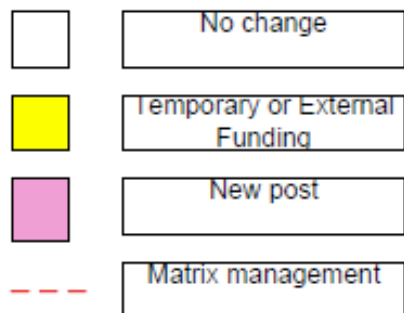 No change
Temporary or External
Funding
New post
Matrix management